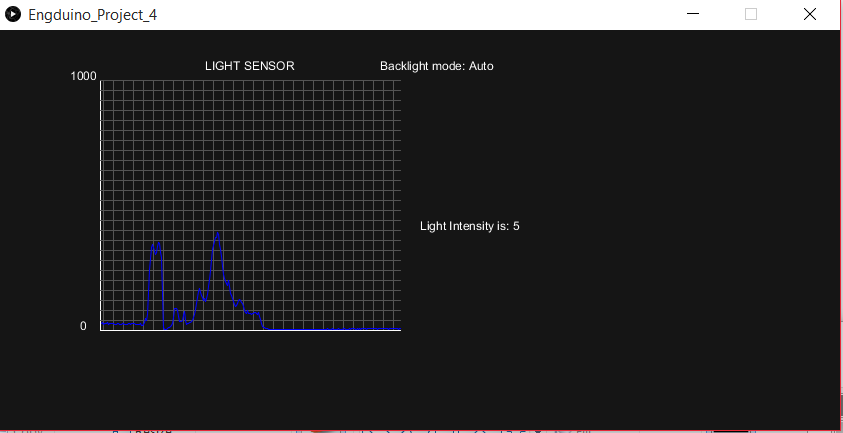 Engduino_Project_4
LIGHT SENSOR
Backlight mode: Auto
1000
Light Intensity is: 5
0